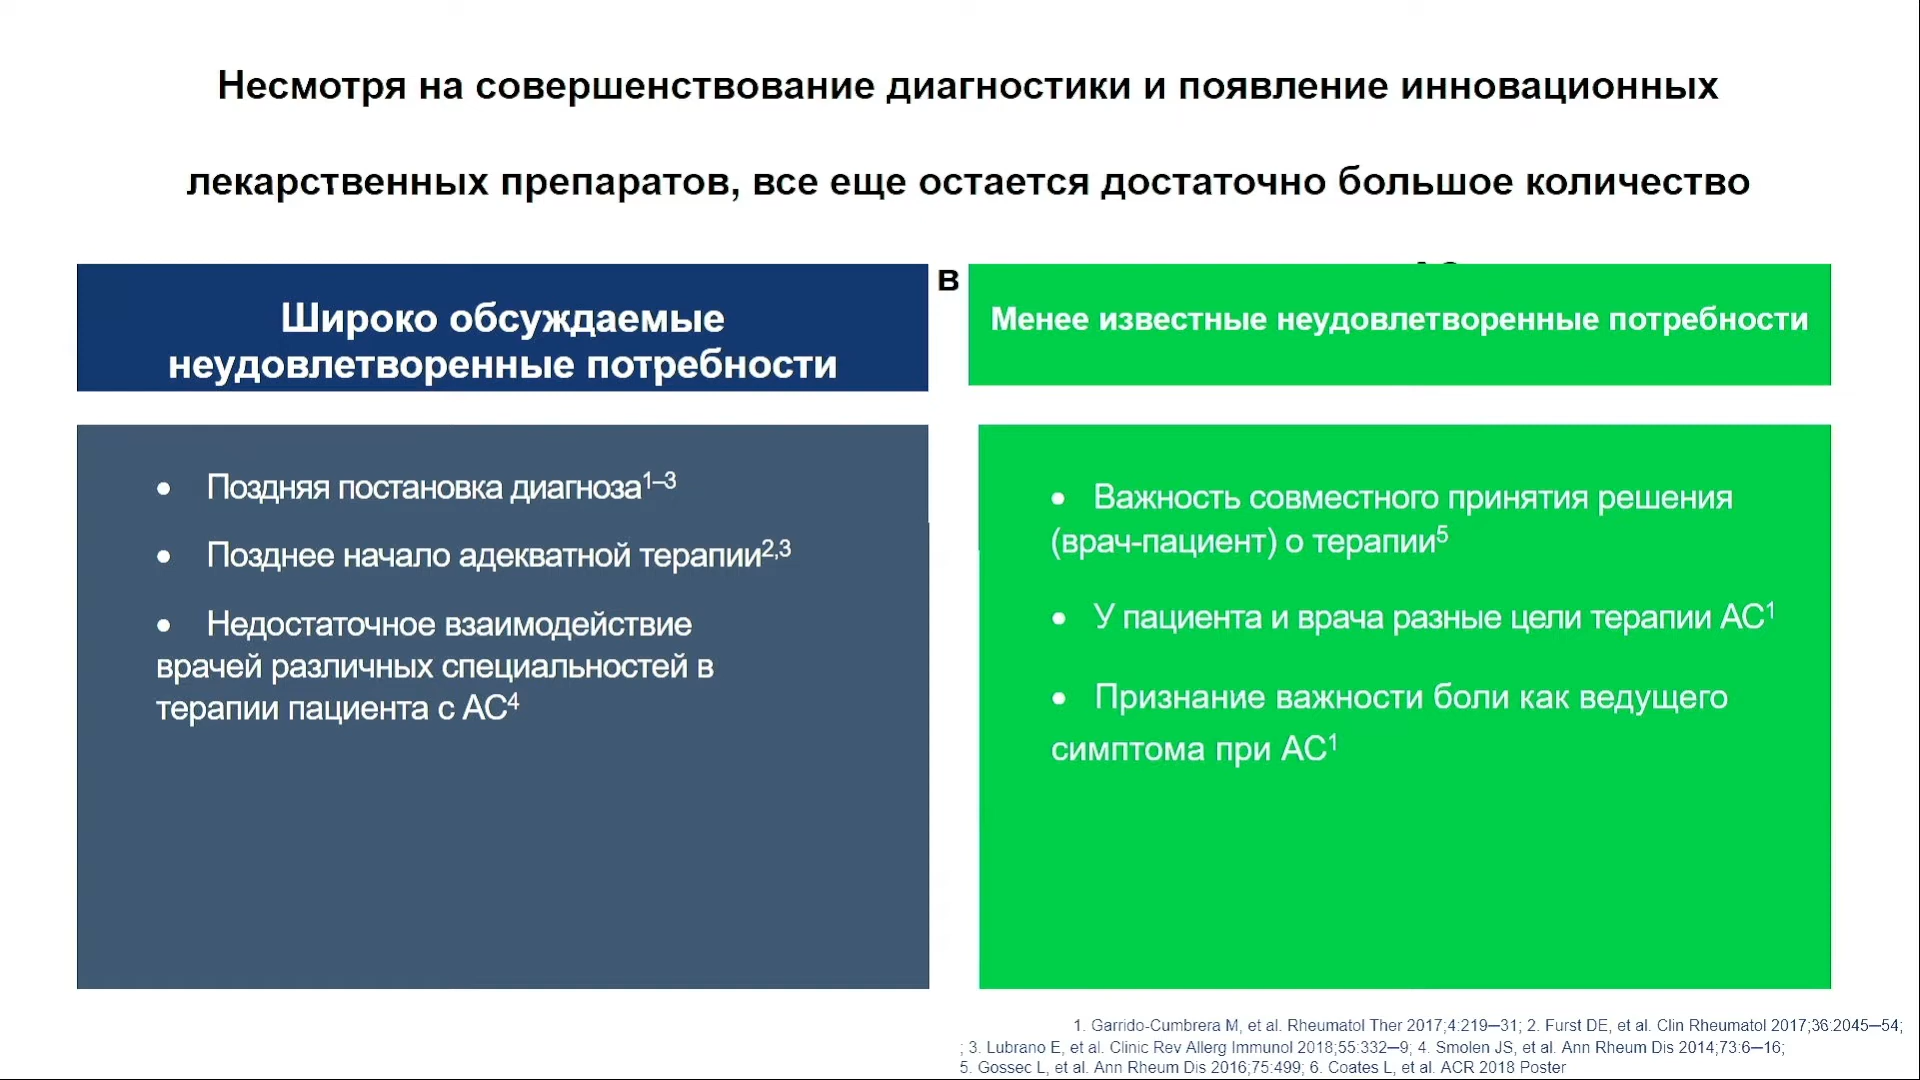 Несмотря на совершенствование диагностики и появление инновационных
лекарственных препаратов, все еще остается достаточно большое количество
в
Широко обсуждаемые
неудовлетворенные потребности
• Поздняя постановка диагноза1–3
• Позднее начало адекватной терапии2,3
• Недостаточное взаимодействие
врачей различных специальностей в
терапии пациента с АС4
Менее известные неудовлетворенные потребности
• Важность совместного принятия решения
(врач-пациент) о терапии5
• У пациента и врача разные цели терапии АС1
• Признание важности боли как ведущего
симптома при АС1
1. Garrido-Cumbrera M, et al. Rheumatol Ther 2017;4:219─31; 2. Furst DE, et al. Clin Rheumatol 2017;36:2045─54;
; 3. Lubrano E, et al. Clinic Rev Allerg Immunol 2018;55:332─9; 4. Smolen JS, et al. Ann Rheum Dis 2014;73:6─16;
5. Gossec L, et al. Ann Rheum Dis 2016;75:499; 6. Coates L, et al. ACR 2018 Poster